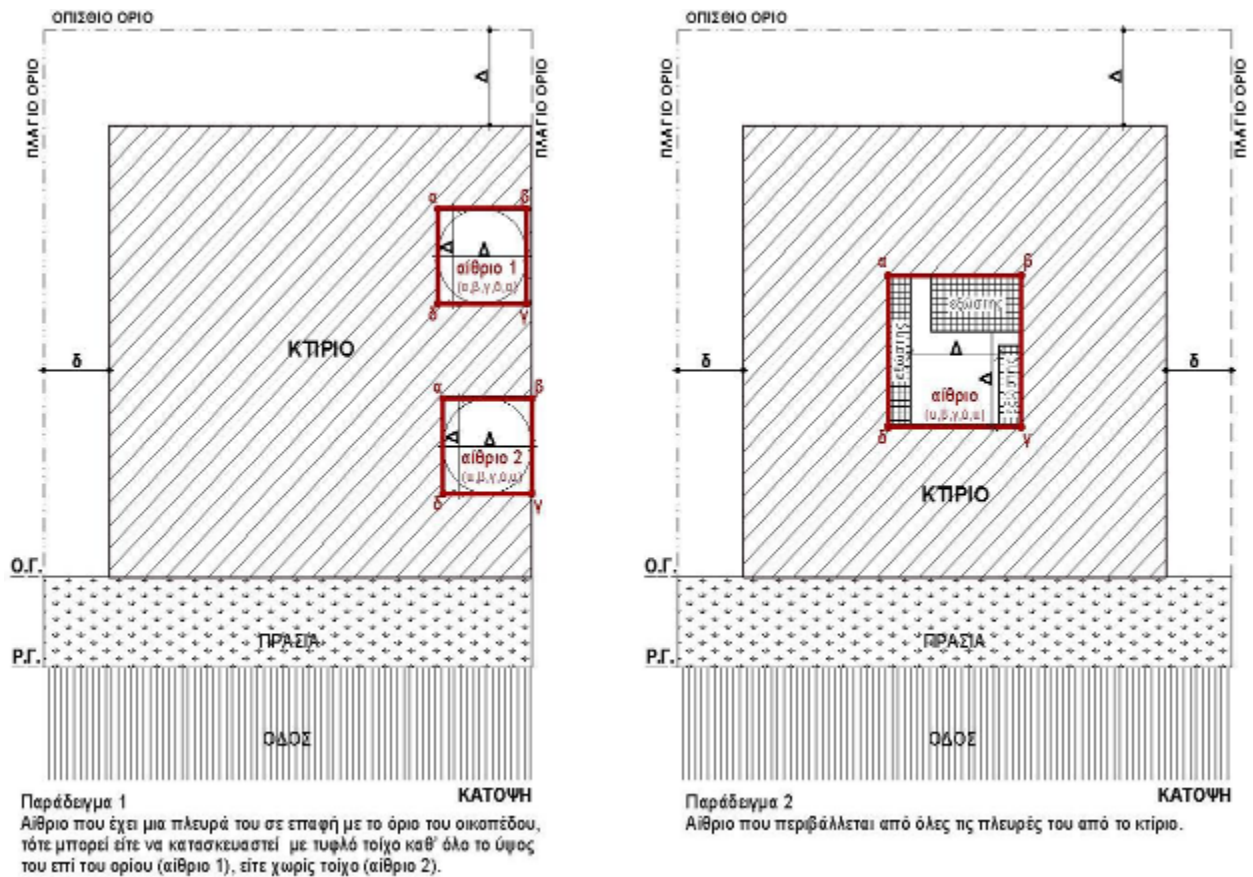 ΟΠΙΣΘΙΟ ΟΡΙΟ
ΠΛΑΓΙΟ ΟΡΙΟ
ΠΛΑΓΙΟ ΟΡΙΟ
Δ
α
β
Δ
Δ
αίθριο 1
(α,β,γ,δ,α)
δ
γ
ΚΤΙΡΙΟ
δ
α
β
Δ
Δ
αίθριο 2
(α,β,γ,δ,α)
δ
γ
Ο.Γ.
ΠΡΑΣΙΑ
Ρ.Γ.
ΟΔΟΣ
ΚΑΤΟΨΗ
Παράδειγμα 1
Αίθριο που έχει μια πλευρά του σε επαφή με το όριο του οικοπέδου,
τότε μπορεί είτε να κατασκευαστεί με τυφλό τοίχο καθ' όλο το ύψος
του επί του ορίου (αίθριο 1), είτε χωρίς τοίχο (αίθριο 2).
ΟΠΙΣΘΙΟ ΟΡΙΟ
ΠΛΑΓΙΟ ΟΡΙΟ
ΠΛΑΓΙΟ ΟΡΙΟ
Δ
α
β
εξώστης
εξώστης
Δ
Δ
εξώστης
αίθριο
(α,β,γ,δ,α)
δ
γ
δ
δ
ΚΤΙΡΙΟ
Ο.Γ.
ΠΡΑΣΙΑ
Ρ.Γ.
ΟΔΟΣ
ΚΑΤΟΨΗ
Παράδειγμα 2
Αίθριο που περιβάλλεται από όλες τις πλευρές του από το κτίριο.